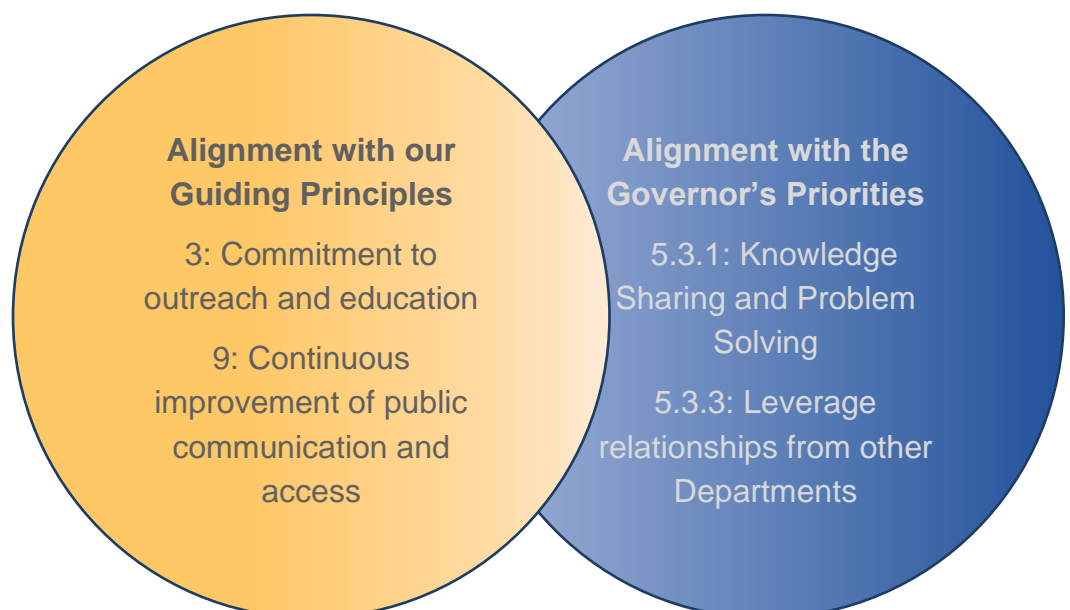 Alignment with our
Guiding Principles
3: Commitment to
outreach and education
9: Continuous
improvement of public
communication and
access
Alignment with the
Governor’s Priorities
5.3.1: Knowledge
Sharing and Problem
Solving
5.3.3: Leverage
relationships from other
Departments